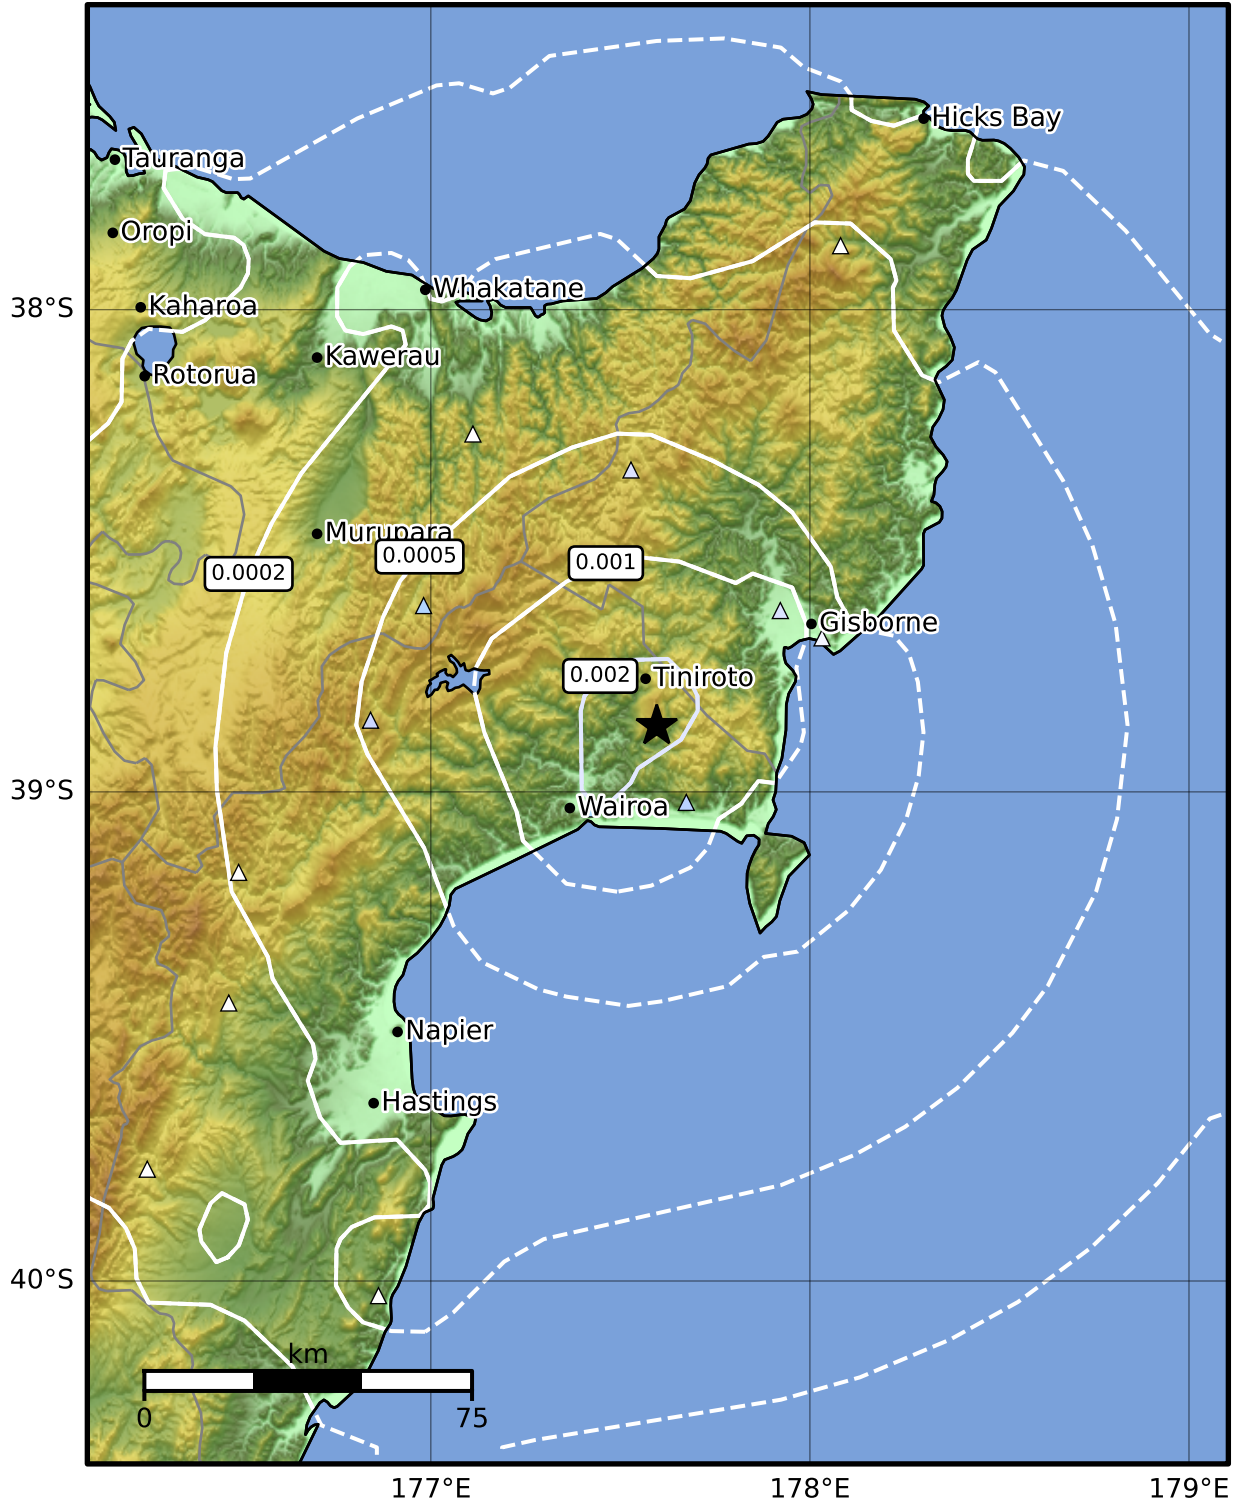 Hicks Bay
Tauranga
Oropi
Whakatane
Kaharoa
38°S
Kawerau
Rotorua
Murupara
0.0005
0.001
0.0002
Gisborne
0.002
Tiniroto
39°S
Wairoa
Napier
Hastings
40°S
km
0
75
177°E
178°E
179°E